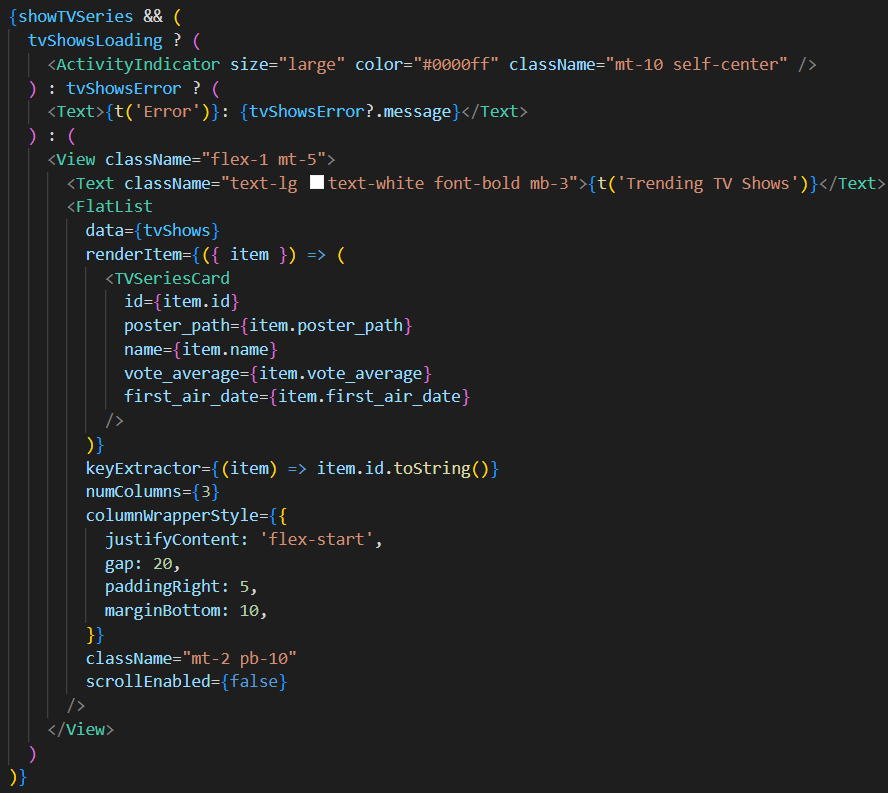 {showTVSeries && (
  tvShowsLoading ? (
    <ActivityIndicator size="large" color="#0000ff" className="mt-10 self-center" />
  ) : tvShowsError ? (
    <Text>{t('Error')}: {tvShowsError?.message}</Text>
  ) : (
    <View className="flex-1 mt-5">
      <Text className="text-lg text-white font-bold mb-3">{t('Trending TV Shows')}</Text>
      <FlatList
        data={tvShows}
        renderItem={({ item }) => (
          <TVSeriesCard
            id={item.id}
            poster_path={item.poster_path}
            name={item.name}
            vote_average={item.vote_average}
            first_air_date={item.first_air_date}
          />
        )}
        keyExtractor={(item) => item.id.toString()}
        numColumns={3}
        columnWrapperStyle={{
          justifyContent: 'flex-start',
          gap: 20,
          paddingRight: 5,
          marginBottom: 10,
        }}
        className="mt-2 pb-10"
        scrollEnabled={false}
      />
    </View>
  )
)}